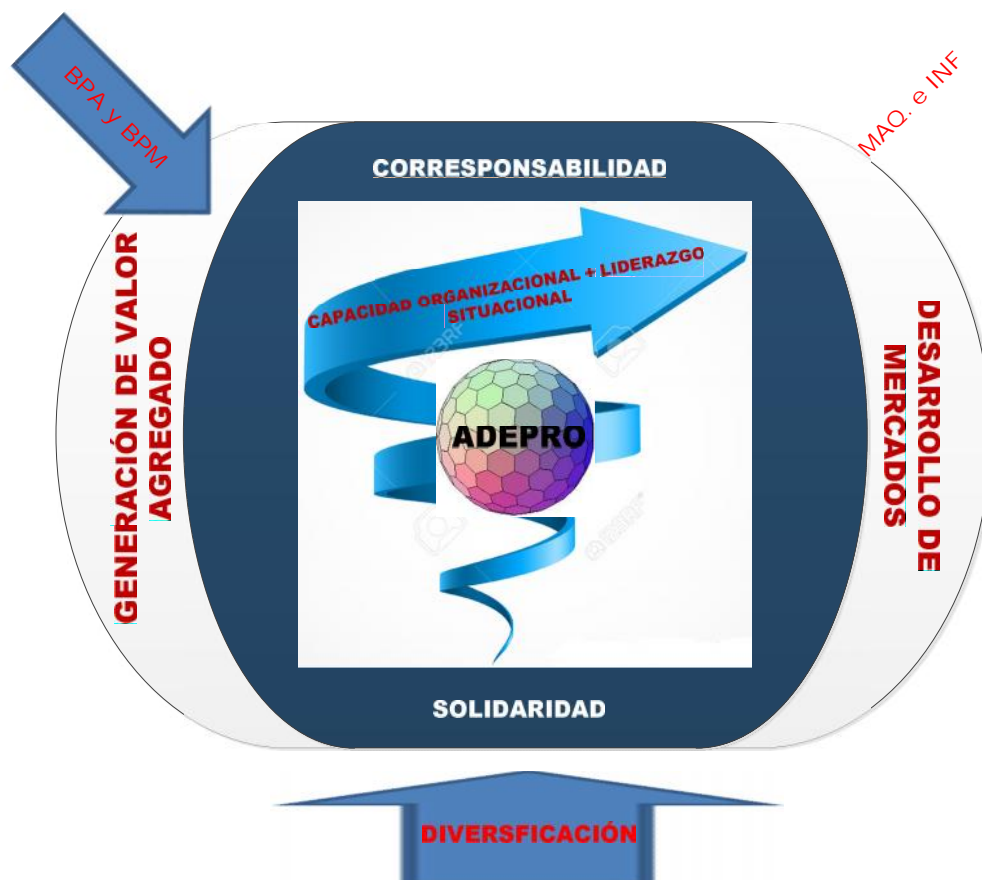 BPA y BPM
MAQ. e INF
CORRESPONSABILIDAD
CAPACIDAD ORGANIZACIONAL + LIDERAZGO
SITUACIONAL
GENERACIÓN DE VALOR
AGREGADO
DESARROLLO DE
MERCADOS
ADEPRO
SOLIDARIDAD
DIVERSFICACIÓN